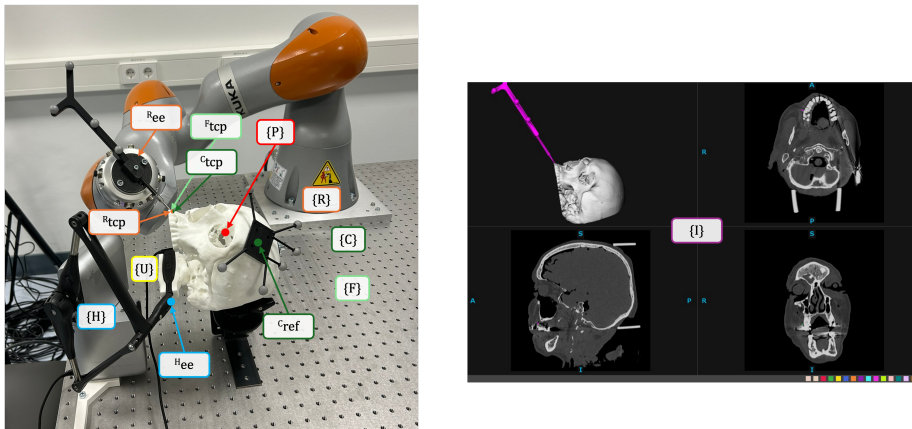 ᴿee
ꟳtcp
{P}
ᶜtcp
KUKA
{R}
ᴿtcp
{C}
{U}
{F}
{H}
ᶜref
ᴴee
A
R
P
{I}
S
S
A
P
R
I
I